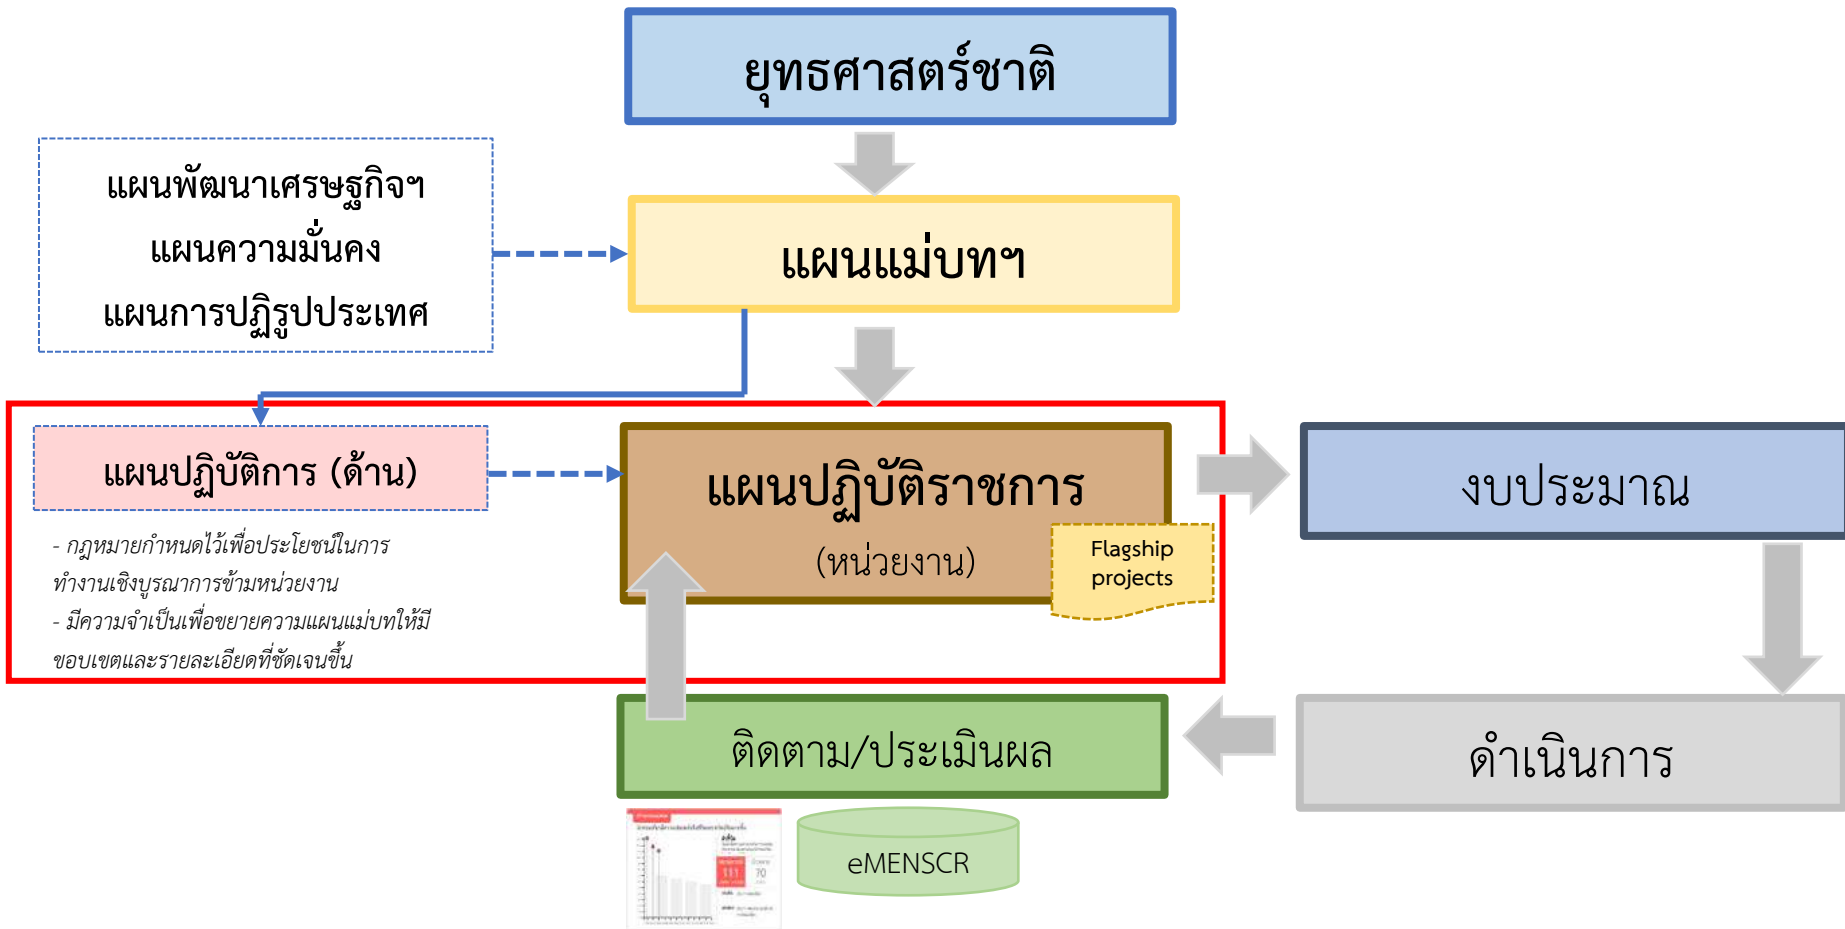 ยุทธศาสตร์ชาติ
แผนพัฒนาเศรษฐกิจฯ
แผนความมั่นคง
แผนการปฏิรูปประเทศ
แผนแม่บทฯ
แผนปฏิบัติการ (ด้าน)
- กฎหมายกำหนดไว้เพื่อประโยชน์ในการ
ทำงานเชิงบูรณาการข้ามหน่วยงาน
- มีความจำเป็นเพื่อขยายความแผนแม่บทให้มี
ขอบเขตและรายละเอียดที่ชัดเจนขึ้น
แผนปฏิบัติราชการ
(หน่วยงาน)
Flagship
projects
งบประมาณ
ติดตาม/ประเมินผล
ดำเนินการ
111
70
eMENSCR